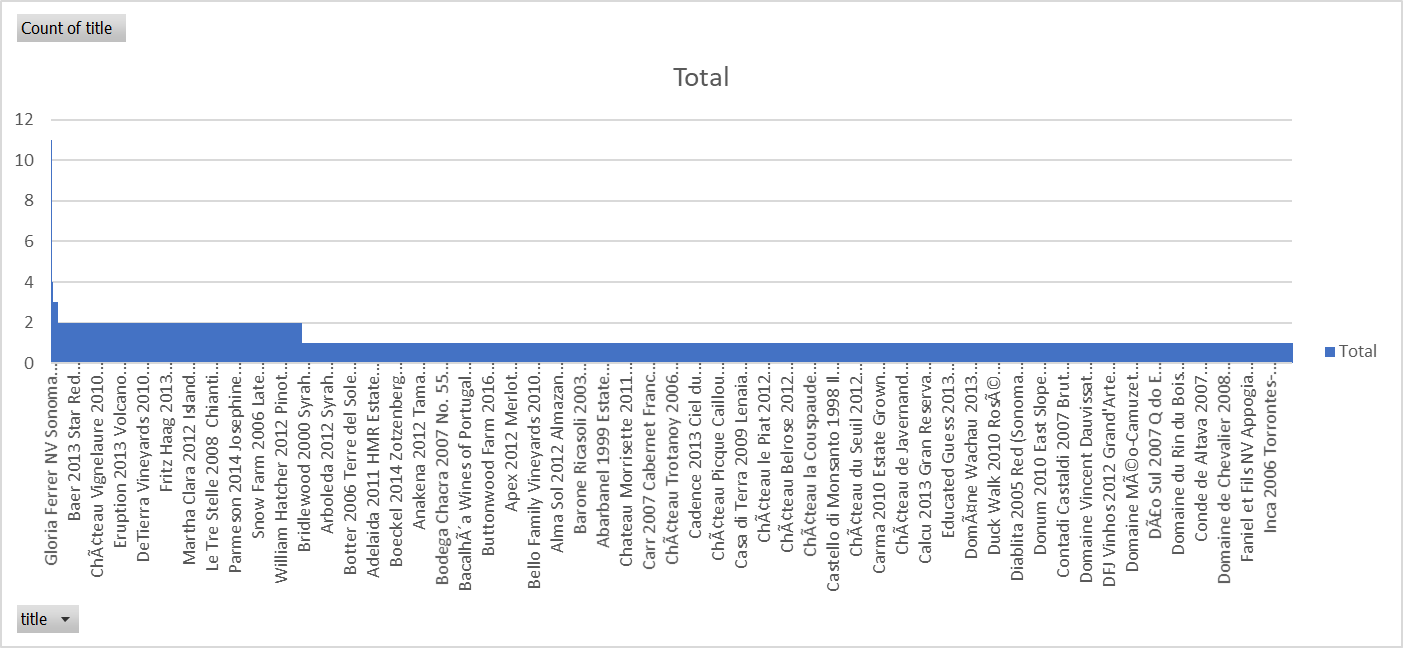 Count of title
Total
12
10
8
6
4
2
0
Total
Gloria Ferrer NV Sonoma…
Baer 2013 Star Red…
ChÃ¢teau Vignelaure 2010…
Eruption 2013 Volcano…
DeTierra Vineyards 2010…
Fritz Haag 2013…
Martha Clara 2012 Island…
Le Tre Stelle 2008 Chianti…
Parmeson 2014 Josephine…
Snow Farm 2006 Late…
William Hatcher 2012 Pinot…
Bridlewood 2000 Syrah…
Arboleda 2012 Syrah…
Botter 2006 Terre del Sole…
Adelaida 2011 HMR Estate…
Boeckel 2014 Zotzenberg…
Anakena 2012 Tama…
Bodega Chacra 2007 No. 55…
BacalhÃ´a Wines of Portugal…
Buttonwood Farm 2016…
Apex 2012 Merlot…
Bello Family Vineyards 2010…
Alma Sol 2012 Almazan…
Barone Ricasoli 2003…
Abarbanel 1999 Estate…
Chateau Morrisette 2011…
Carr 2007 Cabernet Franc…
ChÃ¢teau Trotanoy 2006…
Cadence 2013 Ciel du…
ChÃ¢teau Picque Caillou…
Casa di Terra 2009 Lenaia…
ChÃ¢teau le Piat 2012…
ChÃ¢teau Belrose 2012…
ChÃ¢teau la Couspaude…
Castello di Monsanto 1998 Il…
ChÃ¢teau du Seuil 2012…
Carma 2010 Estate Grown…
ChÃ¢teau de Javernand…
Calcu 2013 Gran Reserva…
Educated Guess 2013…
DomÃ¤ne Wachau 2013…
Duck Walk 2010 RosÃ©…
Diablita 2005 Red (Sonoma…
Donum 2010 East Slope…
Contadi Castaldi 2007 Brut…
Domaine Vincent Dauvissat…
DFJ Vinhos 2012 Grand'Arte…
Domaine MÃ©o-Camuzet…
DÃ£o Sul 2007 Q do E…
Domaine du Rin du Bois…
Conde de Altava 2007…
Domaine de Chevalier 2008…
Faniel et Fils NV Appogia…
Inca 2006 Torrontes-…
title